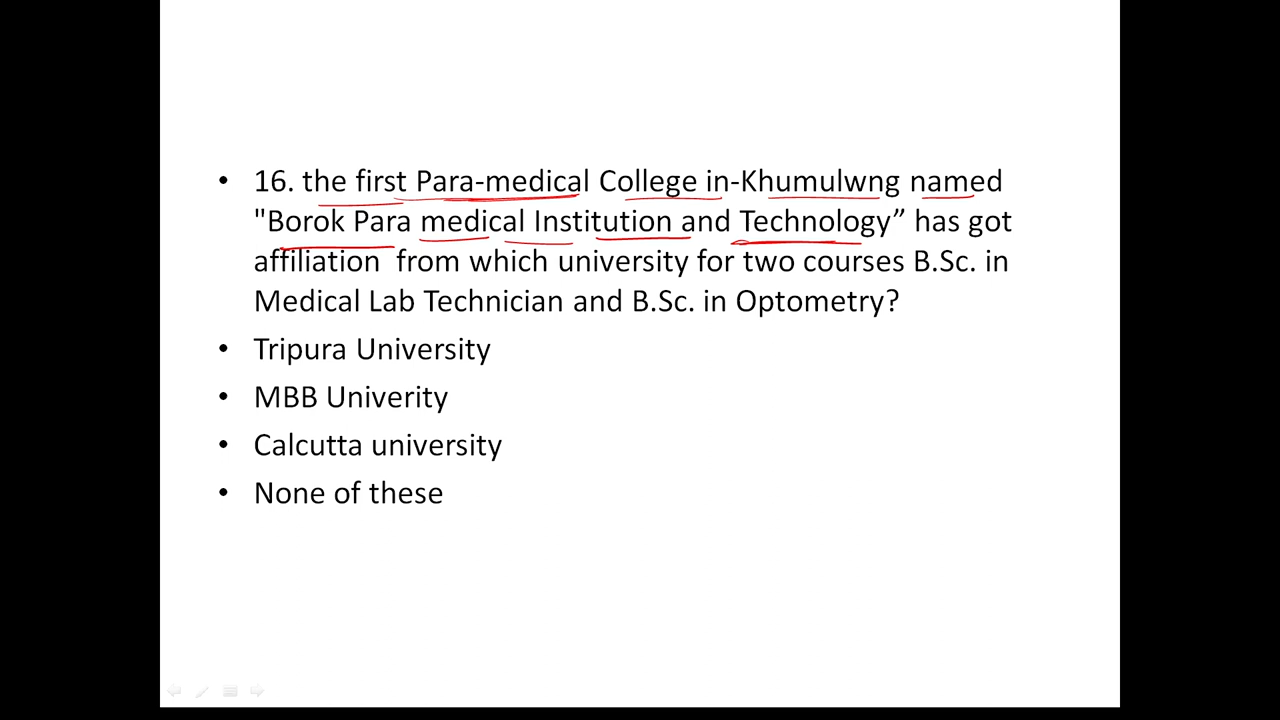 • 16. the first Para-medical College in-Khumulwng named
"Borok Para medical Institution and Technology” has got
affiliation from which university for two courses B.Sc. in
Medical Lab Technician and B.Sc. in Optometry?
• Tripura University
• MBB Univerity
• Calcutta university
• None of these